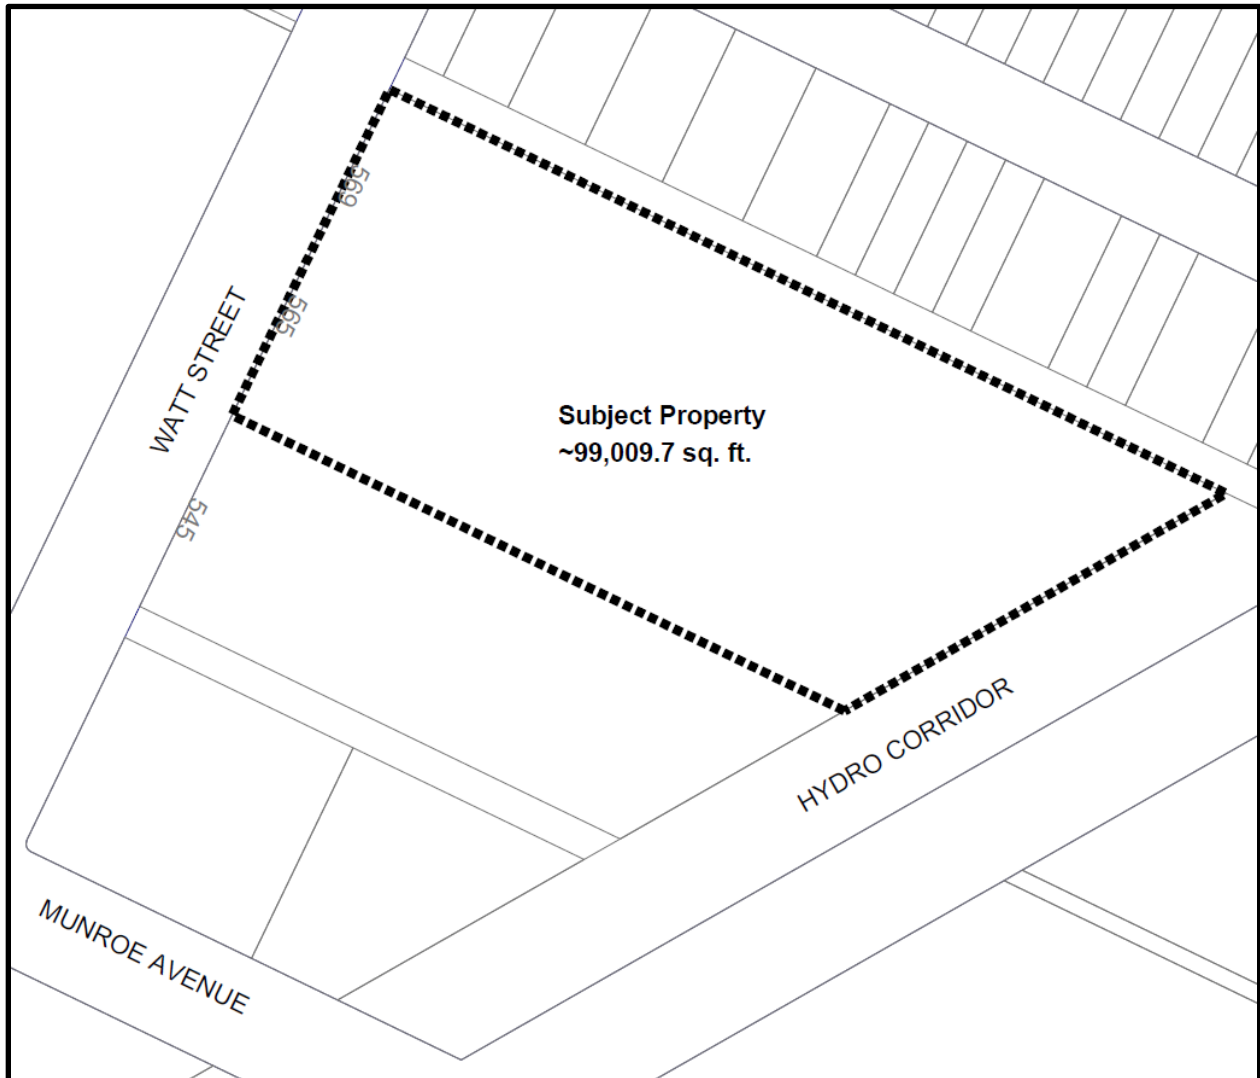 569
565
WATT STREET
Subject Property
~99,009.7 sq. ft.
545
HYDRO CORRIDOR
MUNROE AVENUE